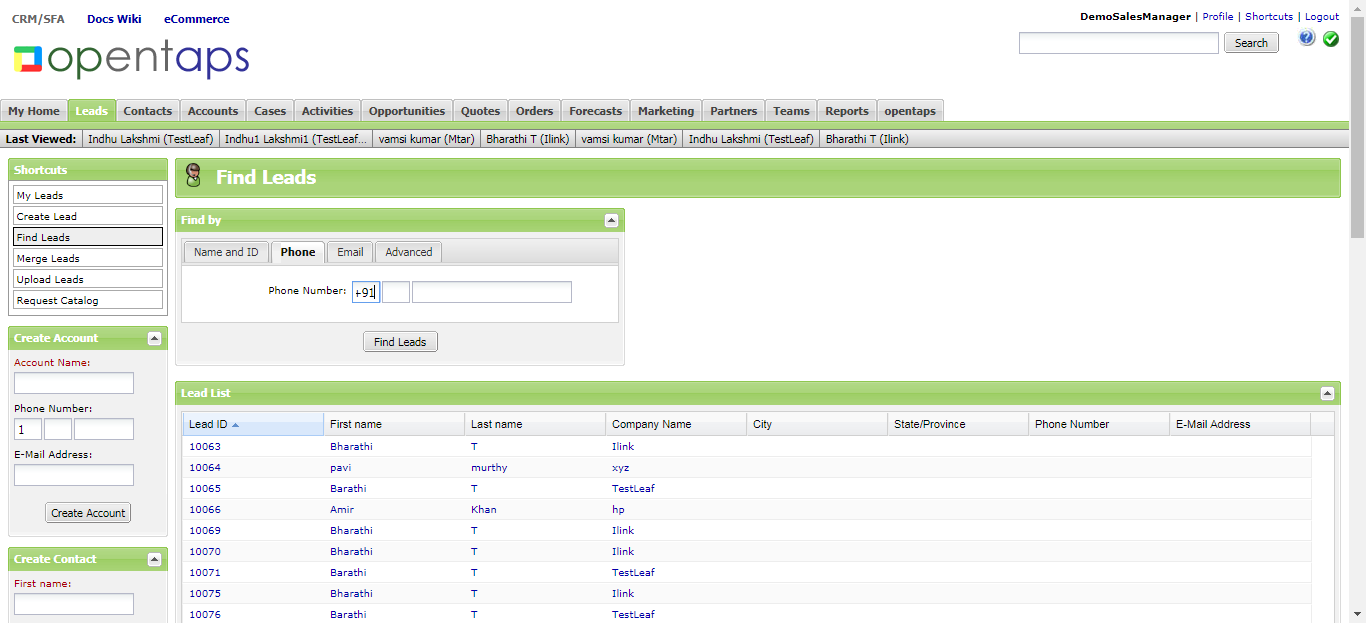 CRM/SFA Docs Wiki eCommerce
DemoSalesManager | Profile | Shortcuts | Logout
opentaps
Search
My Home Leads Contacts Accounts Cases Activities Opportunities Quotes Orders Forecasts Marketing Partners Teams Reports opentaps
Last Viewed: Indhu Lakshmi (TestLeaf) Indhu1 Lakshmi1 (TestLeaf... vamsi kumar (Mtar) Bharathi T (Ilink) vamsi kumar (Mtar) Indhu Lakshmi (TestLeaf) Bharathi T (Ilink)
Shortcuts
My Leads
Create Lead
Find Leads
Merge Leads
Upload Leads
Request Catalog
Create Account
Account Name:
Phone Number:
1
E-Mail Address:
Create Account
Create Contact
First name:
Find Leads
Find by
Name and ID Phone Email Advanced
Phone Number: +91
Find Leads
Lead List
Lead ID First name Last name Company Name City State/Province Phone Number E-Mail Address
10063 Bharathi T Ilink
10064 pavi murthy xyz
10065 Barathi T TestLeaf
10066 Amir Khan hp
10069 Bharathi T Ilink
10070 Bharathi T Ilink
10071 Barathi T TestLeaf
10075 Bharathi T Ilink
10076 Barathi T TestLeaf